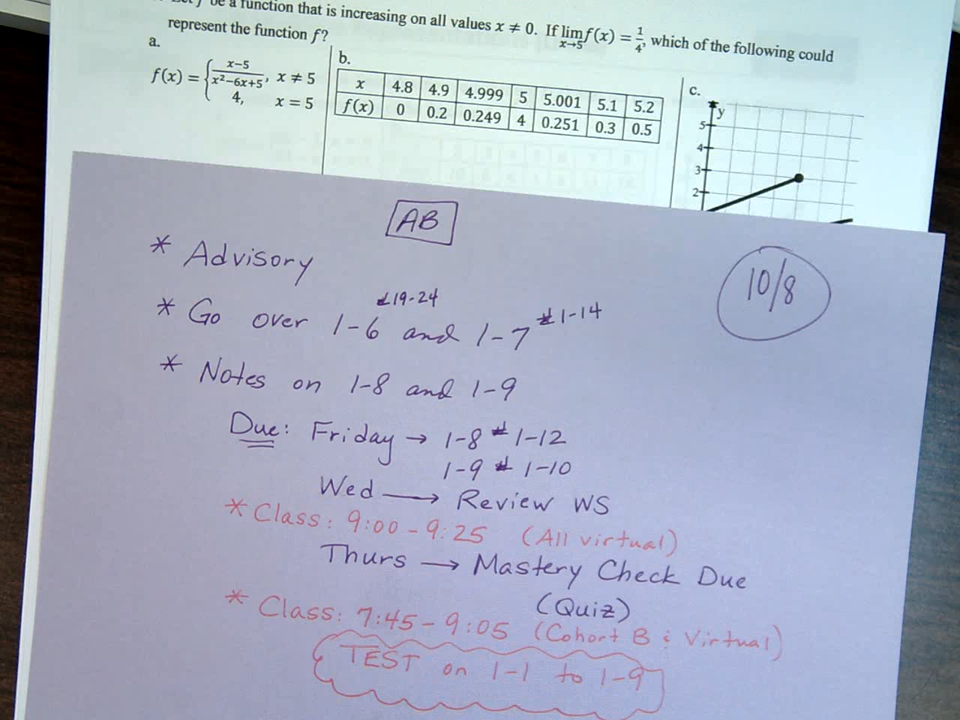 be a function that is increasing on all values x ≠ 0. If lim x→5 f(x) = 1/4, which of the following could
represent the function f?
a.
f(x) = { x−5 / x²−6x+5, x ≠ 5
4, x = 5
b.
x 4.8 4.9 4.999 5 5.001 5.1 5.2
f(x) 0 0.2 0.249 4 0.251 0.3 0.5
c.
y
5
4
3
2
AB
10/8
* Advisory
#19-24 #1-14
* Go over 1-6 and 1-7
* Notes on 1-8 and 1-9
Due: Friday → 1-8 # 1-12
1-9 # 1-10
Wed → Review WS
* Class: 9:00 - 9:25 (All virtual)
Thurs → Mastery Check Due
(Quiz)
* Class: 7:45 - 9:05 (Cohort B & Virtual)
TEST on 1-1 to 1-9